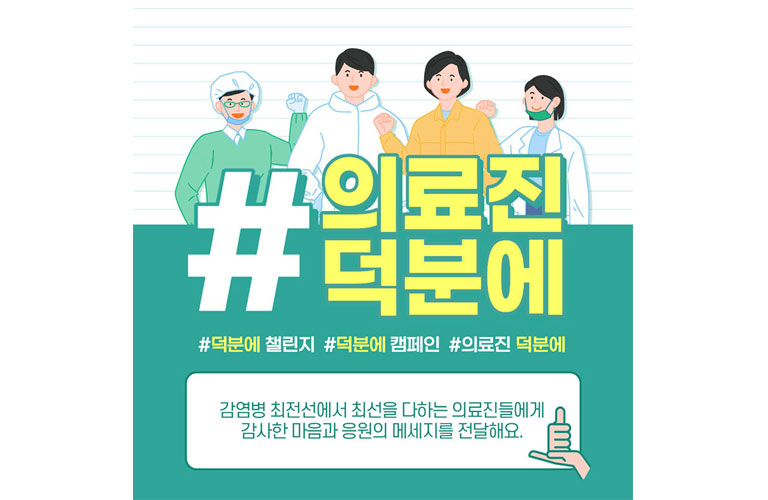 #의료진
덕분에
#덕분에 챌린지 #덕분에 캠페인 #의료진 덕분에
감염병 최전선에서 최선을 다하는 의료진들에게
감사한 마음과 응원의 메세지를 전달해요.